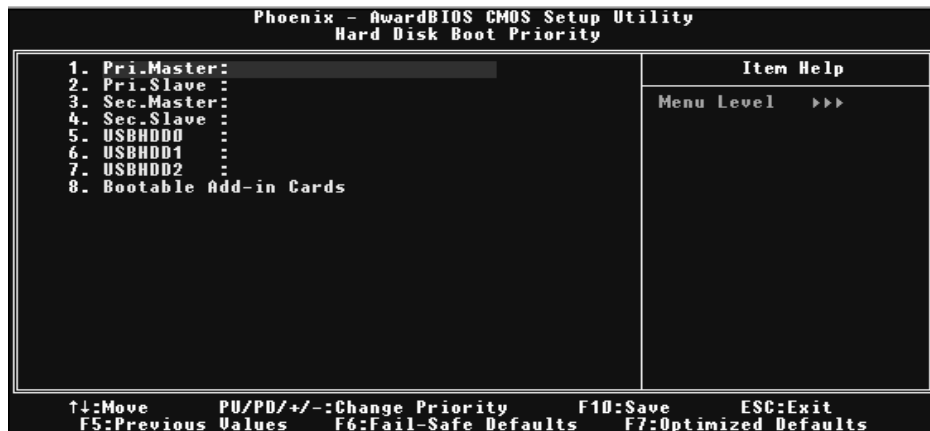 Phoenix - AwardBIOS CMOS Setup Utility
Hard Disk Boot Priority
1. Pri.Master:
2. Pri.Slave :
3. Sec.Master:
4. Sec.Slave :
5. USBHDD0 :
6. USBHDD1 :
7. USBHDD2 :
8. Bootable Add-in Cards
Item Help
Menu Level ▸▸▸
↑↓:Move PU/PD/+/-:Change Priority F10:Save ESC:Exit
F5:Previous Values F6:Fail-Safe Defaults F7:Optimized Defaults